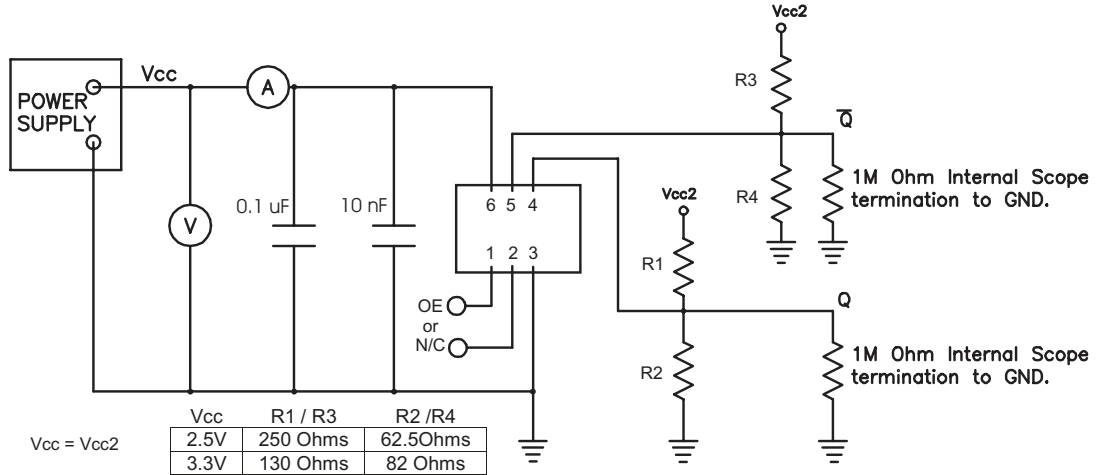 Vcc2
Vcc
A
R3
POWER
SUPPLY
Q
1M Ohm Internal Scope
termination to GND.
R4
Vcc2
0.1 uF
10 nF
6 5 4
V
1 2 3
R1
OE
or
N/C
Q
1M Ohm Internal Scope
termination to GND.
R2
Vcc R1 / R3 R2 /R4
Vcc = Vcc2
2.5V 250 Ohms 62.5Ohms
3.3V 130 Ohms 82 Ohms